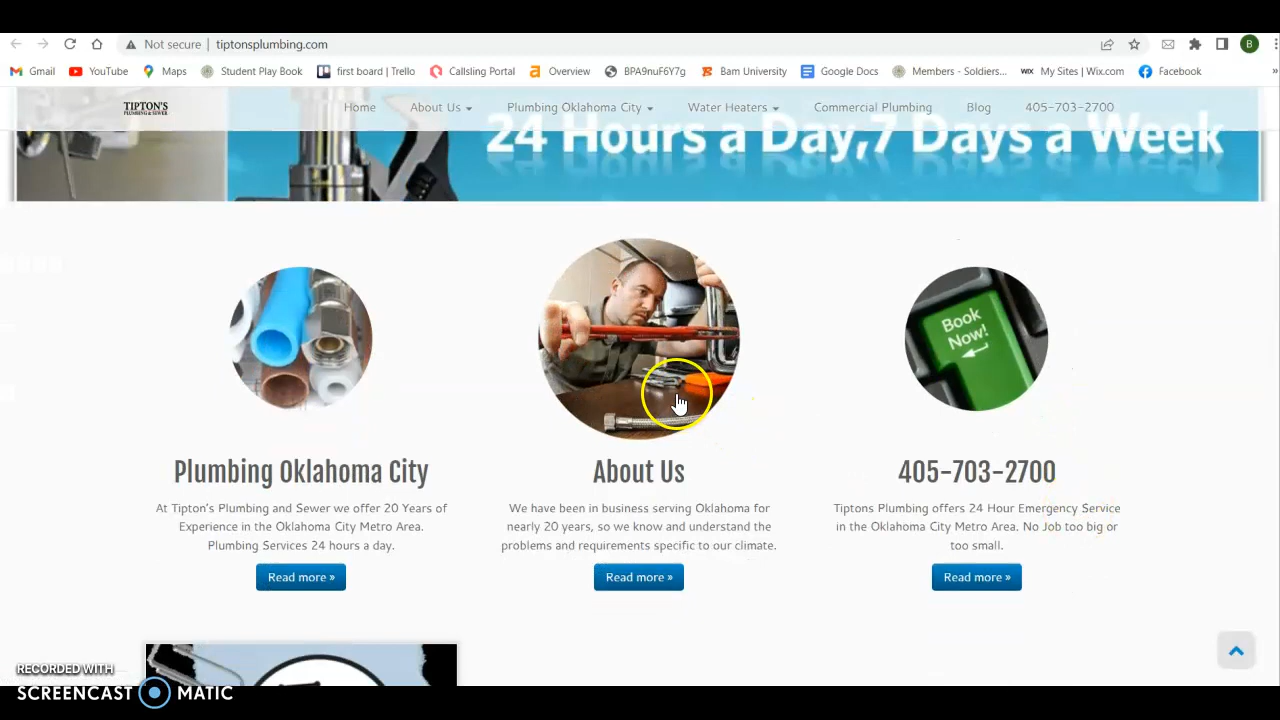 Not secure | tiptonsplumbing.com
B
Gmail YouTube Maps Student Play Book first board | Trello Callsling Portal Overview BPA9nuF6Y7g Bam University Google Docs Members - Soldiers... WIX My Sites | Wix.com Facebook »
TIPTON'S
PLUMBING & SEWER
Home About Us Plumbing Oklahoma City Water Heaters Commercial Plumbing Blog 405-703-2700
24 Hours a Day,7 Days a Week
Book
Now!
Plumbing Oklahoma City
At Tipton's Plumbing and Sewer we offer 20 Years of
Experience in the Oklahoma City Metro Area.
Plumbing Services 24 hours a day.
Read more »
About Us
We have been in business serving Oklahoma for
nearly 20 years, so we know and understand the
problems and requirements specific to our climate.
Read more »
405-703-2700
Tiptons Plumbing offers 24 Hour Emergency Service
in the Oklahoma City Metro Area. No Job too big or
too small.
Read more »
RECORDED WITH
SCREENCAST MATIC